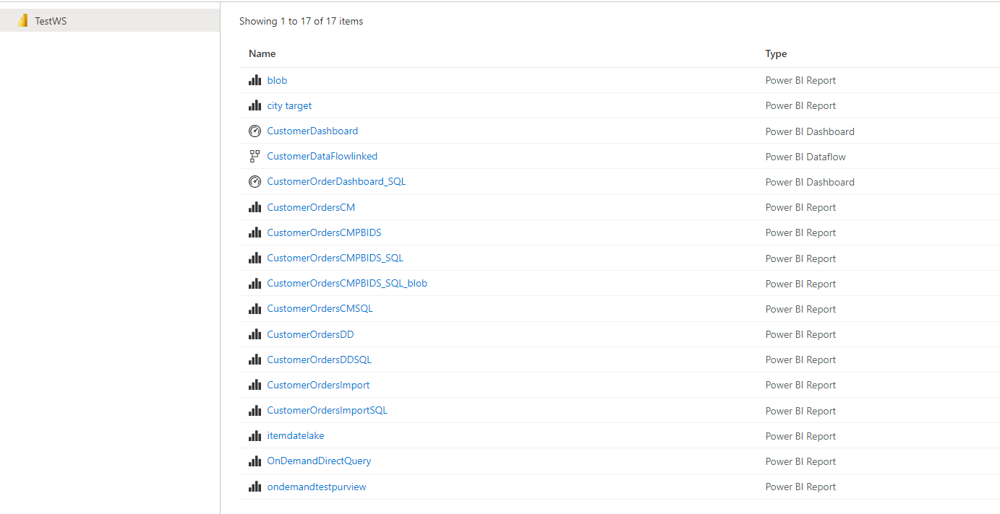 TestWS
Showing 1 to 17 of 17 items
Name Type
blob Power BI Report
city target Power BI Report
CustomerDashboard Power BI Dashboard
CustomerDataFlowlinked Power BI Dataflow
CustomerOrderDashboard_SQL Power BI Dashboard
CustomerOrdersCM Power BI Report
CustomerOrdersCMPBIDS Power BI Report
CustomerOrdersCMPBIDS_SQL Power BI Report
CustomerOrdersCMPBIDS_SQL_blob Power BI Report
CustomerOrdersCMSQL Power BI Report
CustomerOrdersDD Power BI Report
CustomerOrdersDDSQL Power BI Report
CustomerOrdersImport Power BI Report
CustomerOrdersImportSQL Power BI Report
itemdatelake Power BI Report
OnDemandDirectQuery Power BI Report
ondemandtestpurview Power BI Report